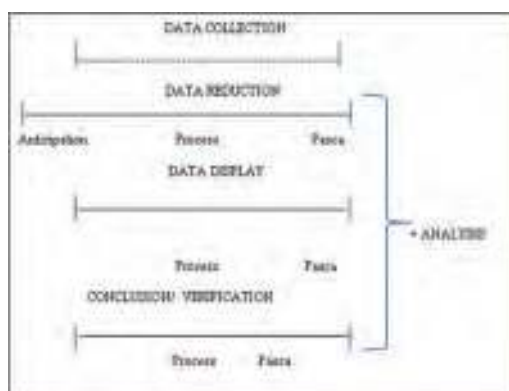 DATA COLLECTION
DATA REDUCTION
Anticipation Process Pasca
DATA DISPLAY
+ ANALYSIS
Process Pasca
CONCLUSION/ VERIFICATION
Process Pasca